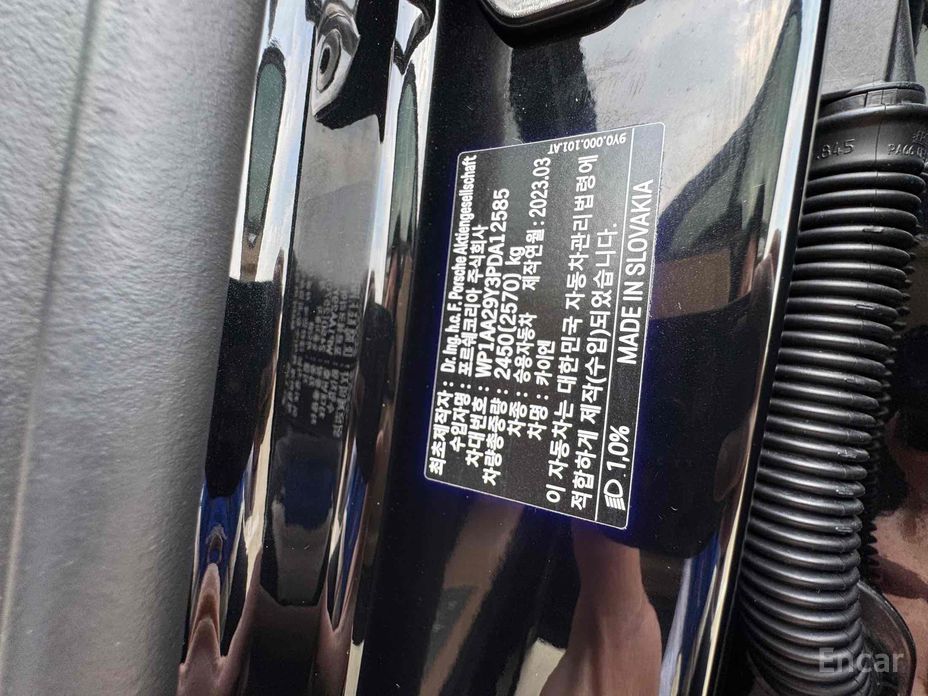 9Y0.000.101.AT
최초제작자 : Dr. Ing. h.c. F. Porsche Aktiengesellschaft
수입자명 : 포르쉐코리아 주식회사
차대번호 : WP1AA29Y3PDA12585
차량총중량 : 2450(2570) kg
차종 : 승용자동차 제작연월 : 2023.03
차명 : 카이엔
이 자동차는 대한민국 자동차관리법령에
적합하게 제작(수입)되었습니다.
1,0% MADE IN SLOVAKIA
.845
Encar